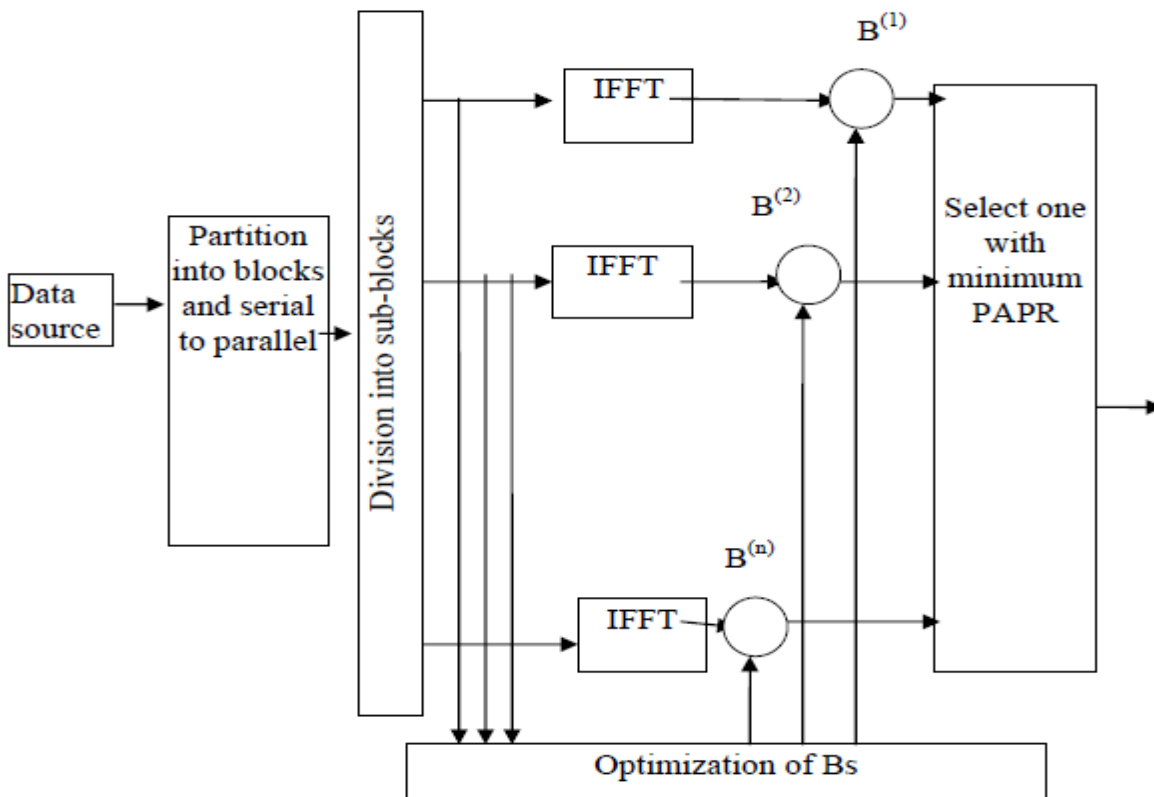 B(1)
IFFT
B(2)
Partition
into blocks
and serial
to parallel
Data
source
Division into sub-blocks
IFFT
Select one
with
minimum
PAPR
B(n)
IFFT
Optimization of Bs